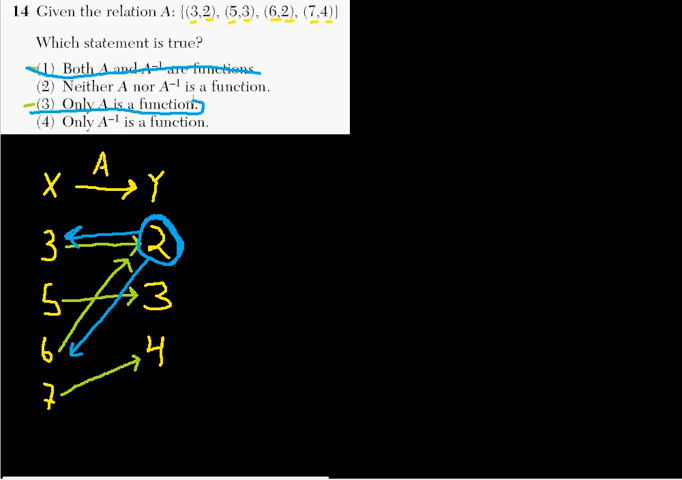 14 Given the relation A: {(3,2), (5,3), (6,2), (7,4)}
Which statement is true?
(1) Both A and A⁻¹ are functions.
(2) Neither A nor A⁻¹ is a function.
(3) Only A is a function.
(4) Only A⁻¹ is a function.
A
X Y
3 2
5 3
6 4
7